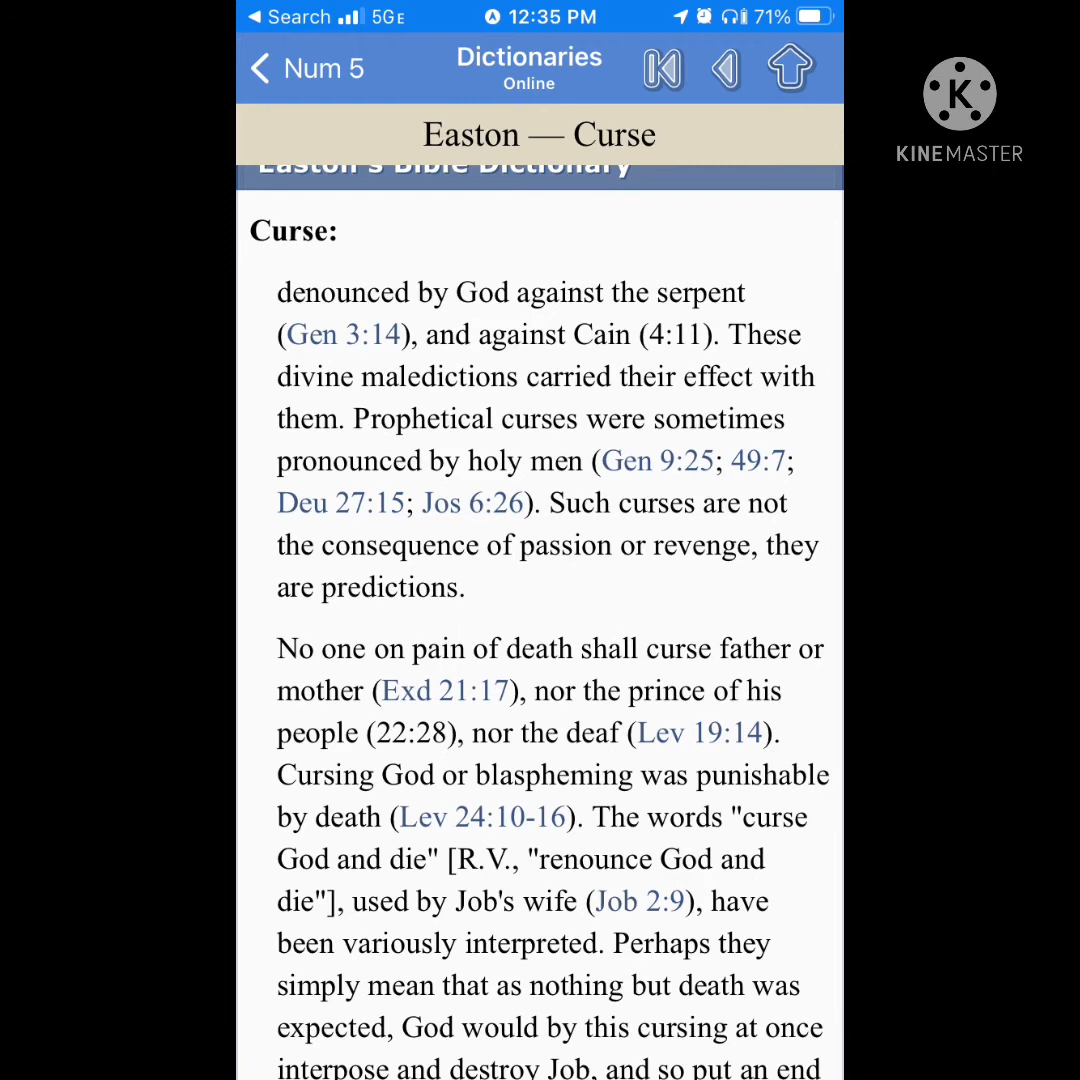 Search 5GE 12:35 PM 71%
Num 5 Dictionaries
Online
K
KINEMASTER
Easton — Curse
Easton's Bible Dictionary
Curse:
denounced by God against the serpent
(Gen 3:14), and against Cain (4:11). These
divine maledictions carried their effect with
them. Prophetical curses were sometimes
pronounced by holy men (Gen 9:25; 49:7;
Deu 27:15; Jos 6:26). Such curses are not
the consequence of passion or revenge, they
are predictions.
No one on pain of death shall curse father or
mother (Exd 21:17), nor the prince of his
people (22:28), nor the deaf (Lev 19:14).
Cursing God or blaspheming was punishable
by death (Lev 24:10-16). The words "curse
God and die" [R.V., "renounce God and
die"], used by Job's wife (Job 2:9), have
been variously interpreted. Perhaps they
simply mean that as nothing but death was
expected, God would by this cursing at once
interpose and destroy Job, and so put an end